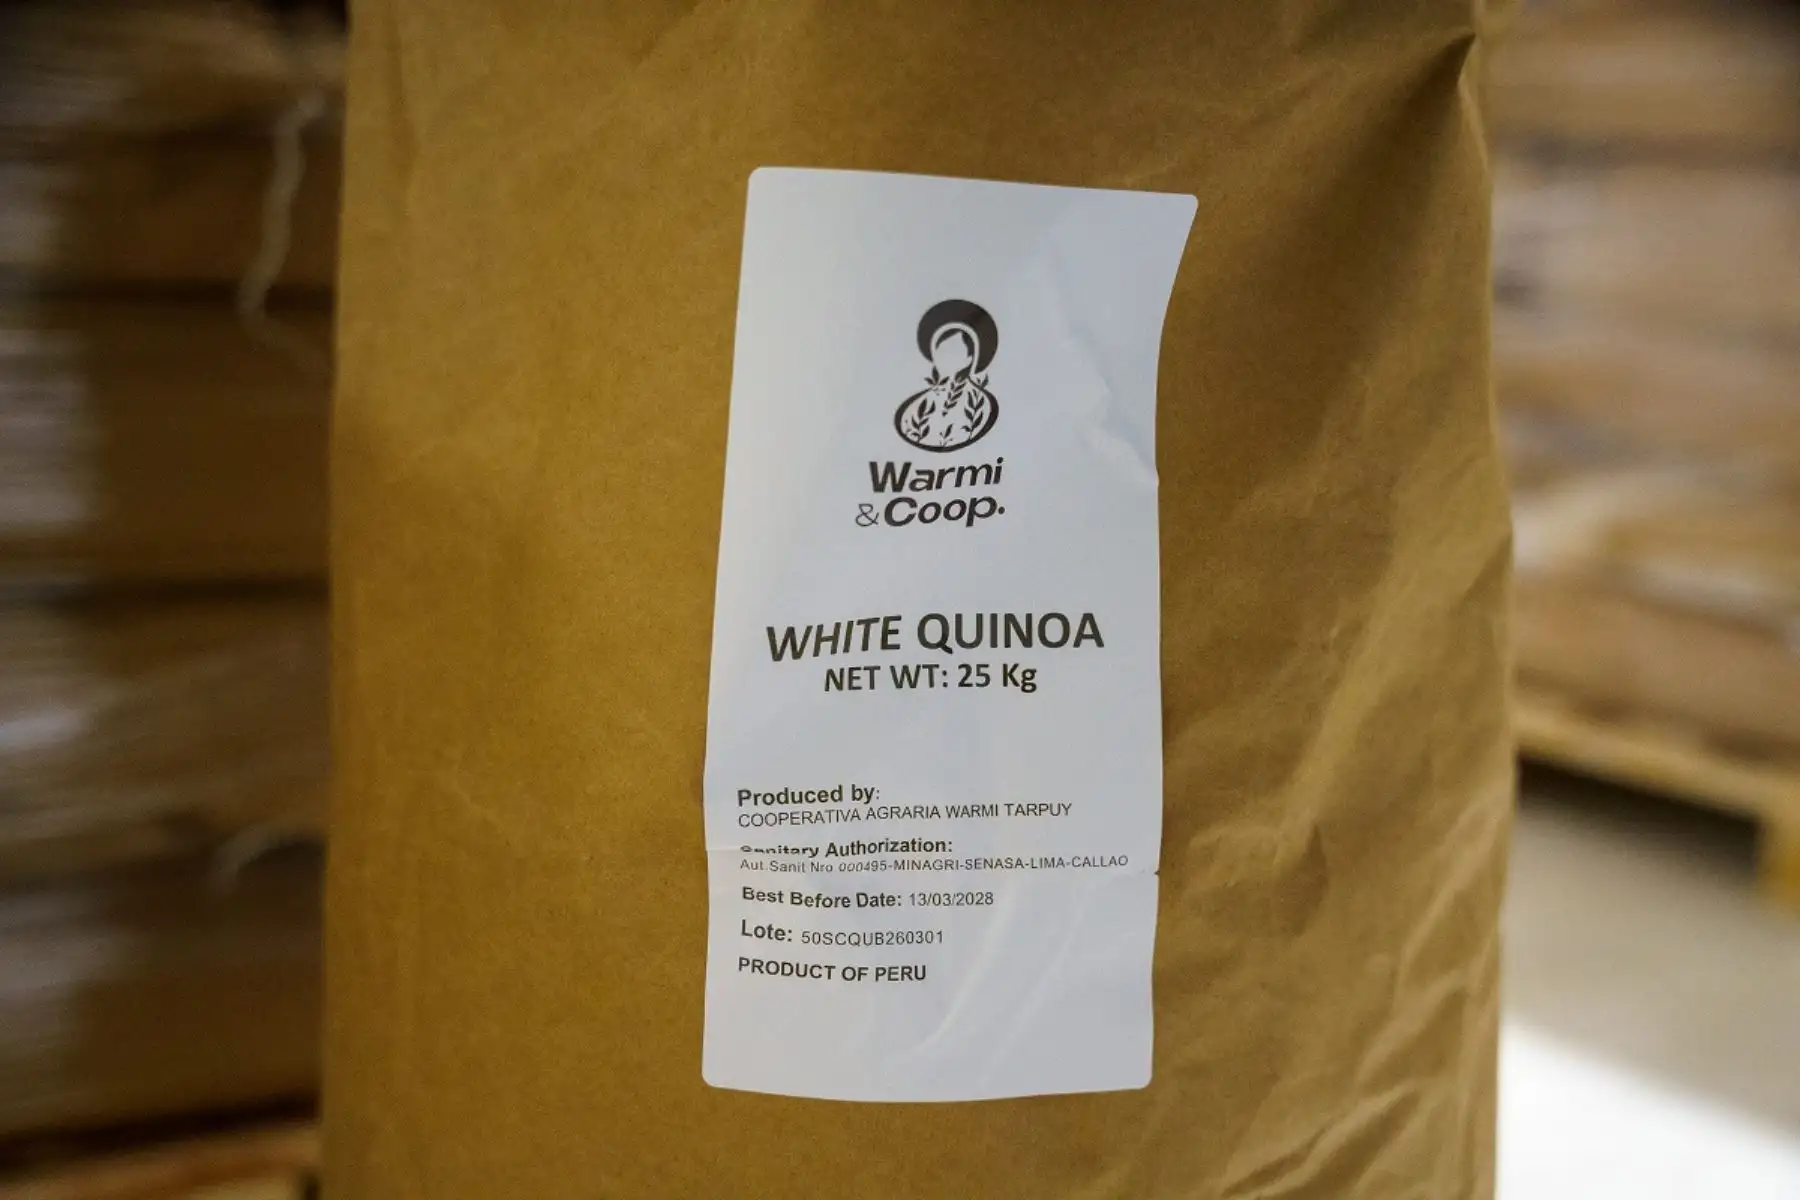 Warmi
&Coop.
WHITE QUINOA
NET WT: 25 Kg
Produced by:
COOPERATIVA AGRARIA WARMI TARPUY
Sanitary Authorization:
Aut.Sanit Nro 000495-MINAGRI-SENASA-LIMA-CALLAO
Best Before Date: 13/03/2028
Lote: 50SCQUB260301
PRODUCT OF PERU